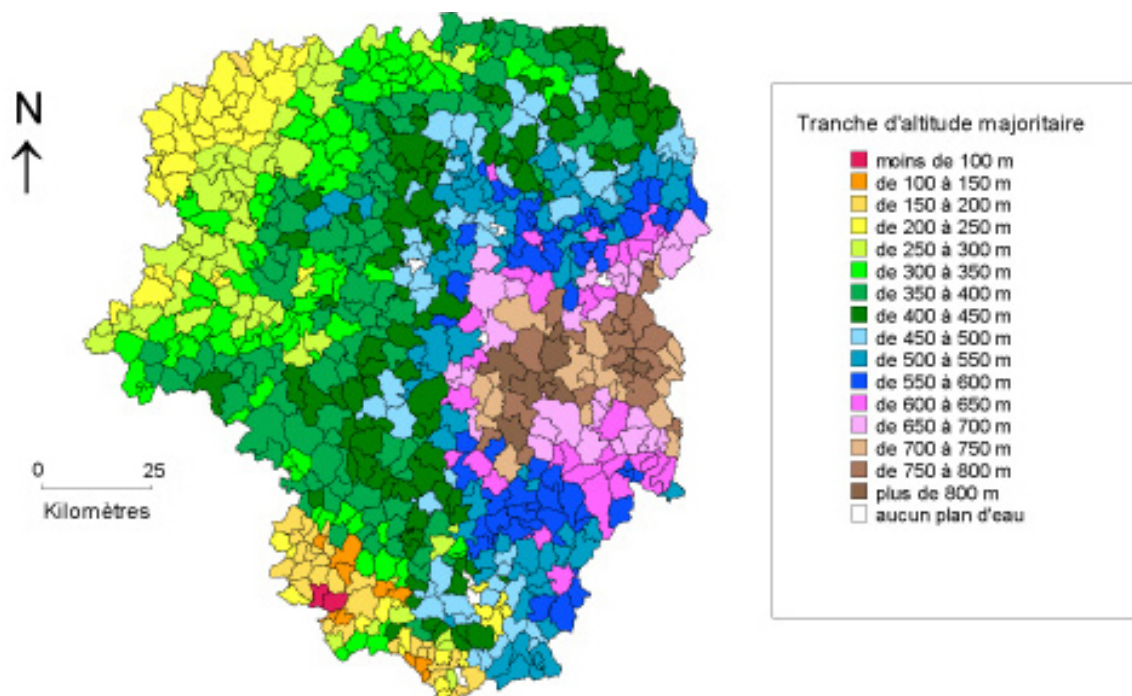 N
Tranche d'altitude majoritaire
moins de 100 m
de 100 à 150 m
de 150 à 200 m
de 200 à 250 m
de 250 à 300 m
de 300 à 350 m
de 350 à 400 m
de 400 à 450 m
de 450 à 500 m
de 500 à 550 m
de 550 à 600 m
de 600 à 650 m
de 650 à 700 m
de 700 à 750 m
de 750 à 800 m
plus de 800 m
aucun plan d'eau
0 25
Kilomètres